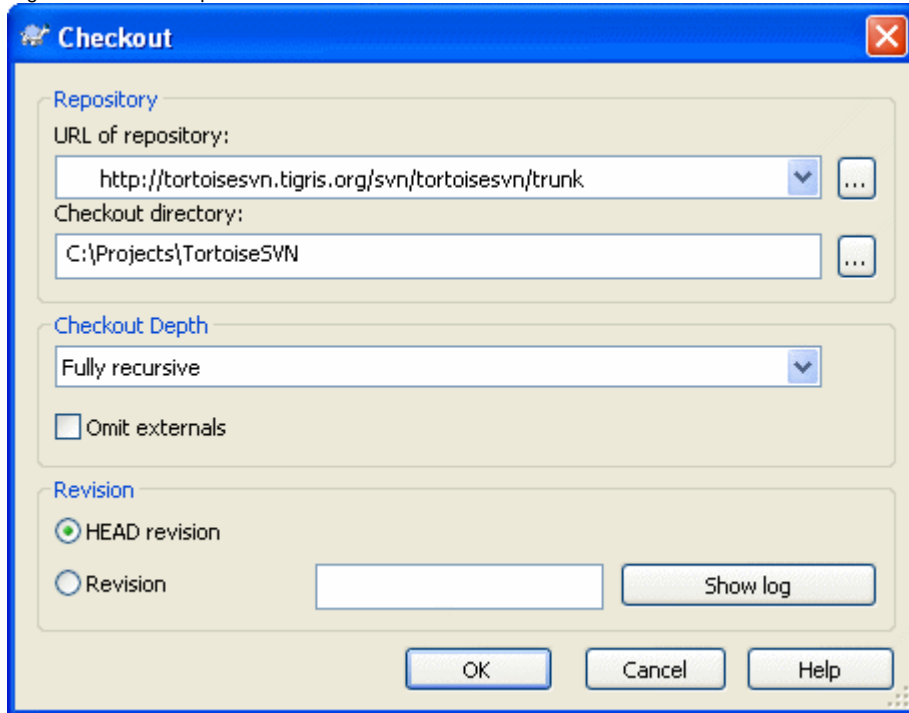 Checkout
Repository
URL of repository:
http://tortoisesvn.tigris.org/svn/tortoisesvn/trunk
...
Checkout directory:
C:\Projects\TortoiseSVN
...
Checkout Depth
Fully recursive
Omit externals
Revision
HEAD revision
Revision
Show log
OK Cancel Help